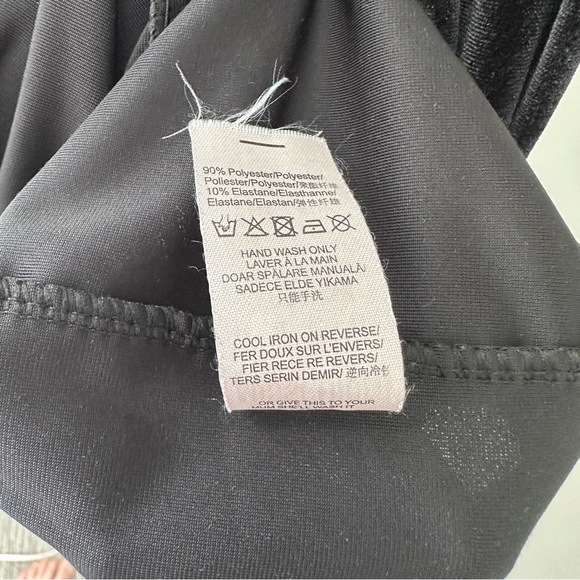 90% Polyester/Polyester/
Poliester/Polyester/聚酯纤维
10% Elastane/Elasthanne/
Elastane/Elastan/弹性纤维
HAND WASH ONLY
LAVER À LA MAIN
DOAR SPĂLARE MANUALĂ/
SADECE ELDE YIKAMA
只能手洗
COOL IRON ON REVERSE/
FER DOUX SUR L'ENVERS/
FIER RECE RE REVERS/
TERS SERIN DEMIR/ 逆向冷
OR GIVE THIS TO YOUR
MUM SHE'LL WASH IT